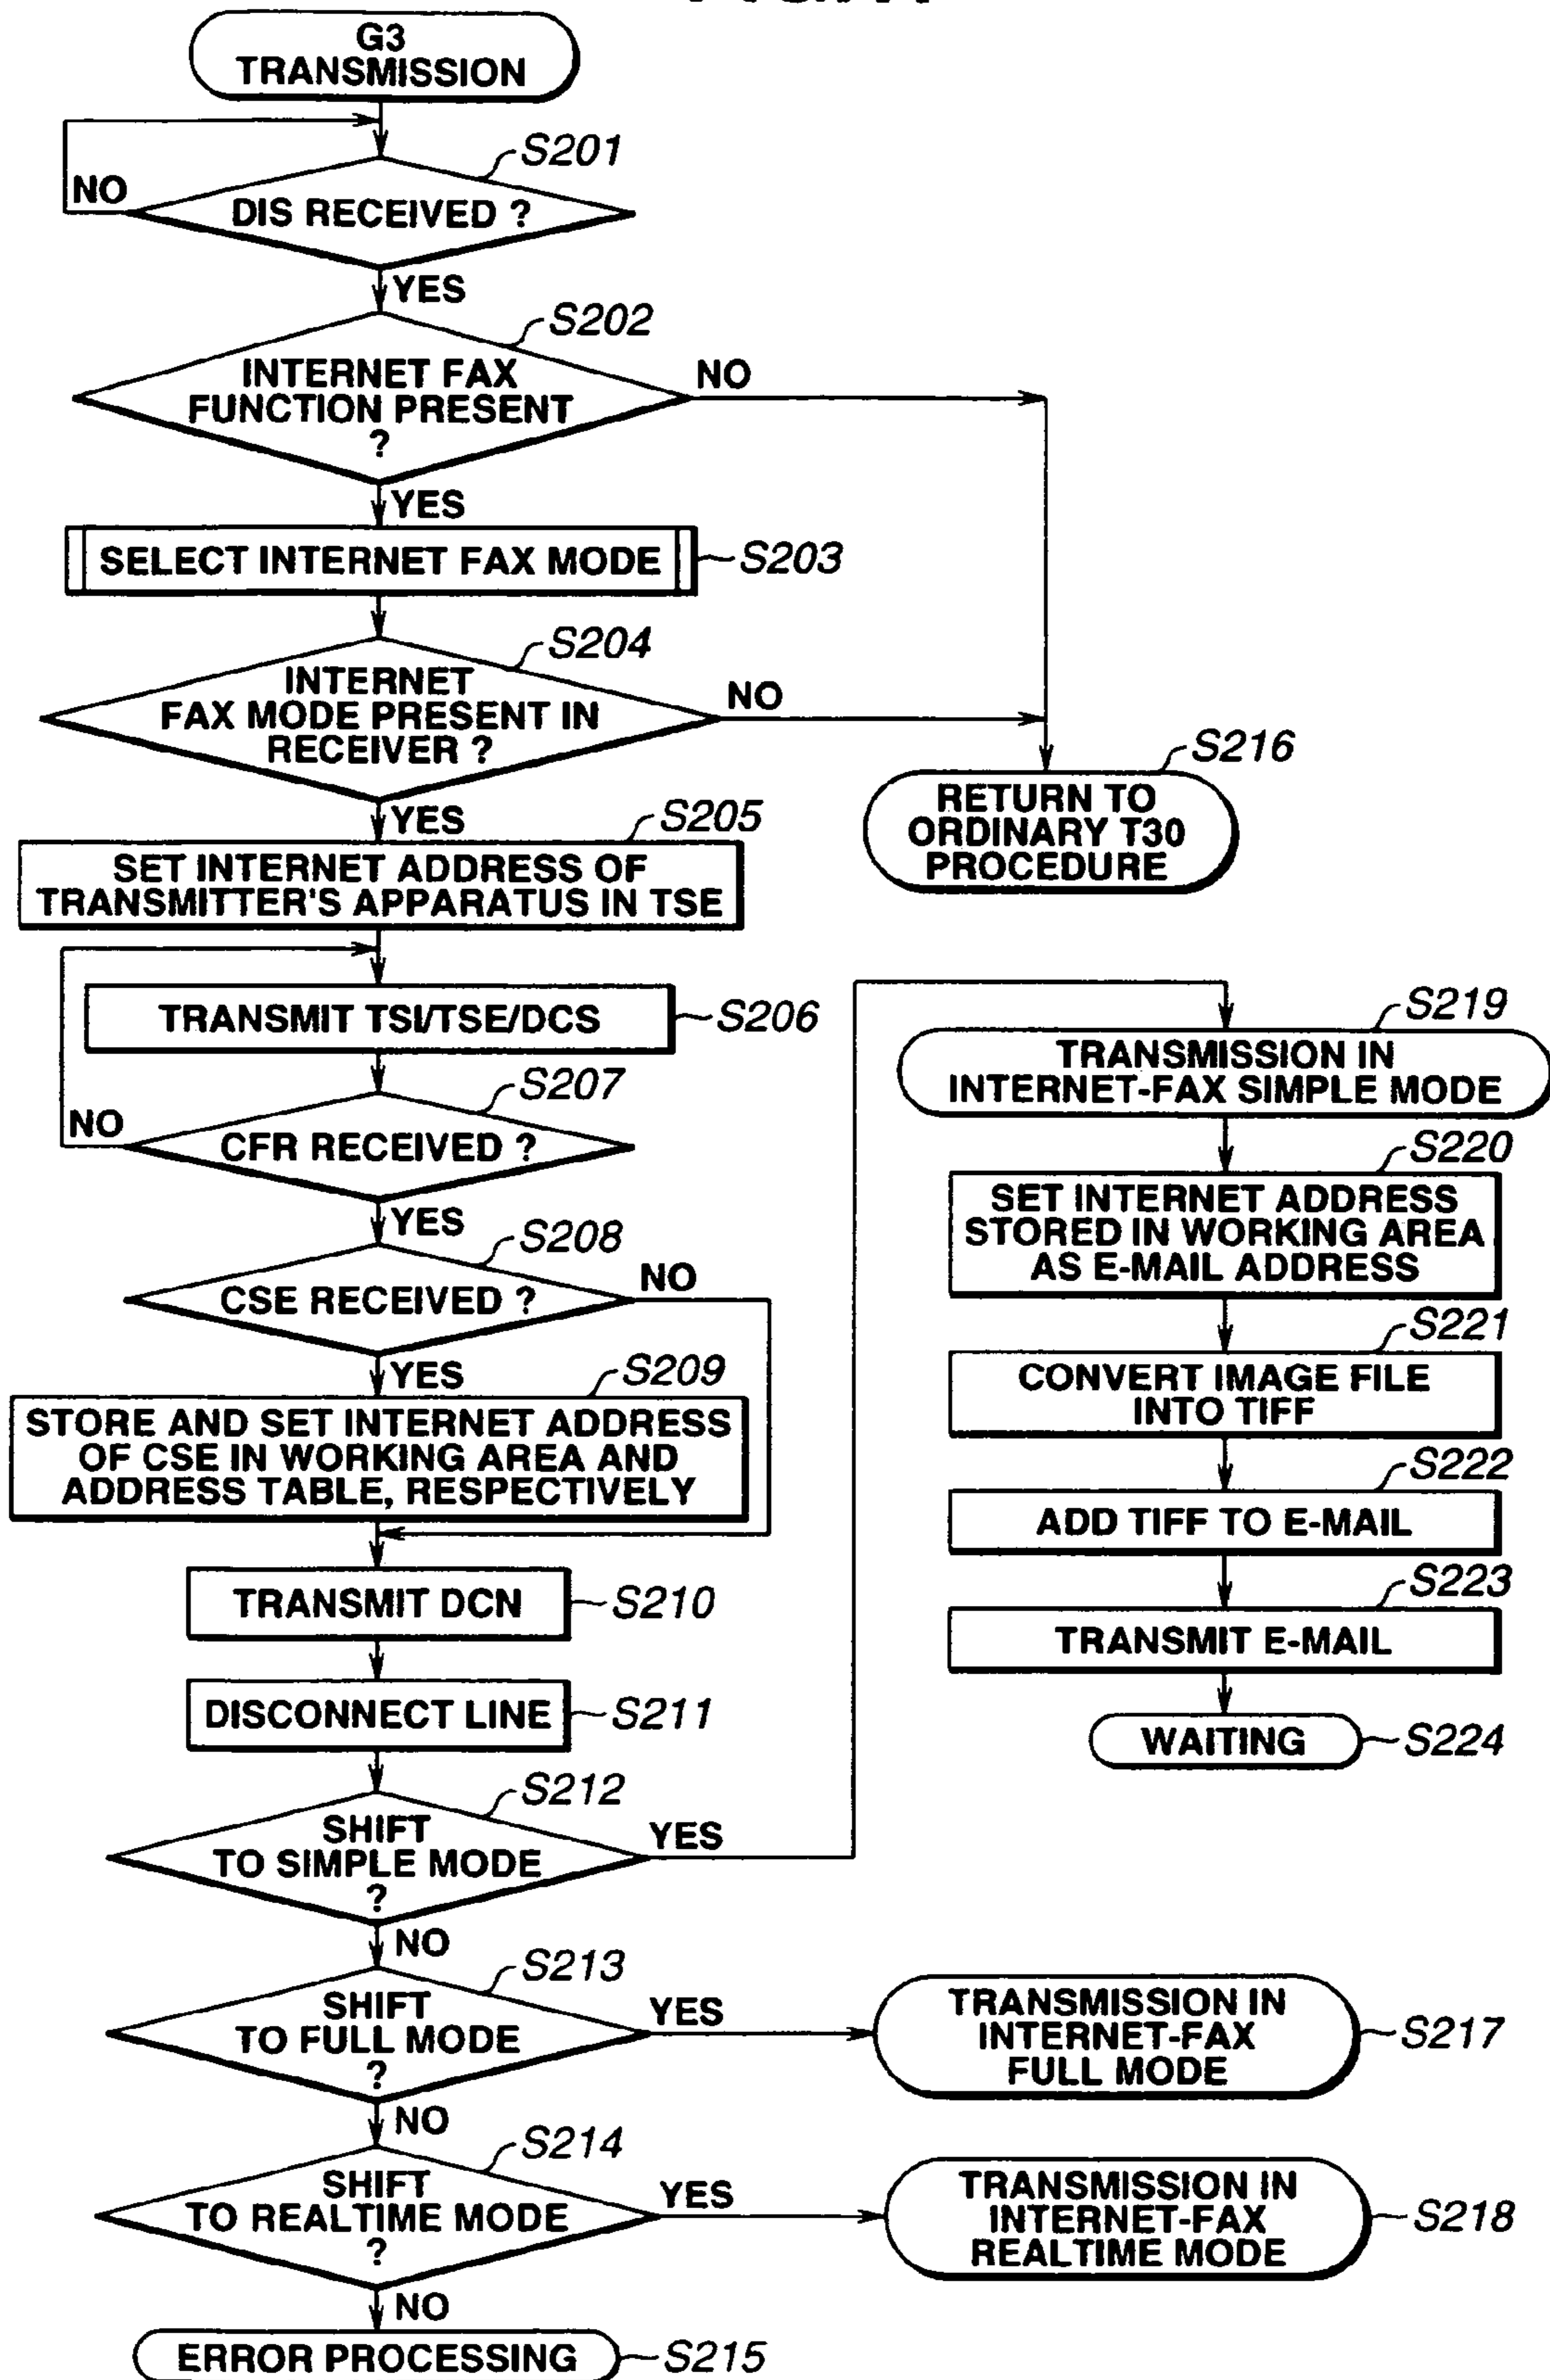 G3
TRANSMISSION
S201
NO
DIS RECEIVED ?
YES
S202
INTERNET FAX
FUNCTION PRESENT
?
NO
YES
SELECT INTERNET FAX MODE
S203
S204
INTERNET
FAX MODE PRESENT IN
RECEIVER ?
NO
S216
RETURN TO
ORDINARY T30
PROCEDURE
YES
S205
SET INTERNET ADDRESS OF
TRANSMITTER'S APPARATUS IN TSE
TRANSMIT TSI/TSE/DCS
S206
S207
NO
CFR RECEIVED ?
YES
S208
CSE RECEIVED ?
NO
YES
S209
STORE AND SET INTERNET ADDRESS
OF CSE IN WORKING AREA AND
ADDRESS TABLE, RESPECTIVELY
TRANSMIT DCN
S210
DISCONNECT LINE
S211
S212
SHIFT
TO SIMPLE MODE
?
YES
NO
S213
SHIFT
TO FULL MODE
?
YES
TRANSMISSION IN
INTERNET-FAX
FULL MODE
S217
NO
S214
SHIFT
TO REALTIME MODE
?
YES
TRANSMISSION IN
INTERNET-FAX
REALTIME MODE
S218
NO
ERROR PROCESSING
S215
S219
TRANSMISSION IN
INTERNET-FAX SIMPLE MODE
S220
SET INTERNET ADDRESS
STORED IN WORKING AREA
AS E-MAIL ADDRESS
S221
CONVERT IMAGE FILE
INTO TIFF
S222
ADD TIFF TO E-MAIL
S223
TRANSMIT E-MAIL
WAITING
S224